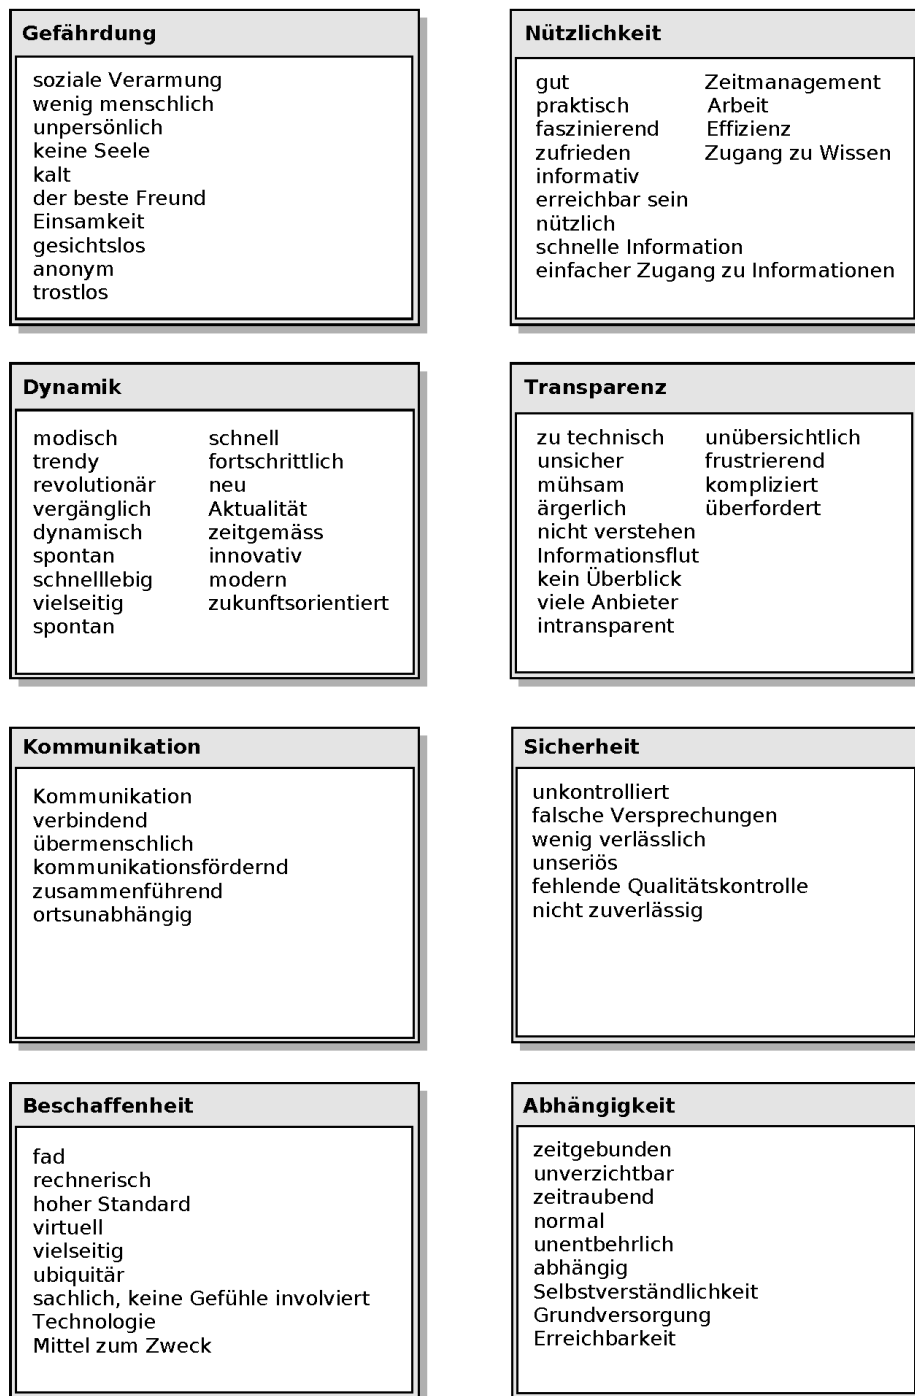 Gefährdung
soziale Verarmung
wenig menschlich
unpersönlich
keine Seele
kalt
der beste Freund
Einsamkeit
gesichtslos
anonym
trostlos
Nützlichkeit
gut
praktisch
faszinierend
zufrieden
informativ
erreichbar sein
nützlich
schnelle Information
einfacher Zugang zu Informationen
Zeitmanagement
Arbeit
Effizienz
Zugang zu Wissen
Dynamik
modisch
trendy
revolutionär
vergänglich
dynamisch
spontan
schnelllebig
vielseitig
spontan
schnell
fortschrittlich
neu
Aktualität
zeitgemäss
innovativ
modern
zukunftsorientiert
Transparenz
zu technisch
unsicher
mühsam
ärgerlich
nicht verstehen
Informationsflut
kein Überblick
viele Anbieter
intransparent
unübersichtlich
frustrierend
kompliziert
überfordert
Kommunikation
Kommunikation
verbindend
übermenschlich
kommunikationsfördernd
zusammenführend
ortsunabhängig
Sicherheit
unkontrolliert
falsche Versprechungen
wenig verlässlich
unseriös
fehlende Qualitätskontrolle
nicht zuverlässig
Beschaffenheit
fad
rechnerisch
hoher Standard
virtuell
vielseitig
ubiquitär
sachlich, keine Gefühle involviert
Technologie
Mittel zum Zweck
Abhängigkeit
zeitgebunden
unverzichtbar
zeitraubend
normal
unentbehrlich
abhängig
Selbstverständlichkeit
Grundversorgung
Erreichbarkeit